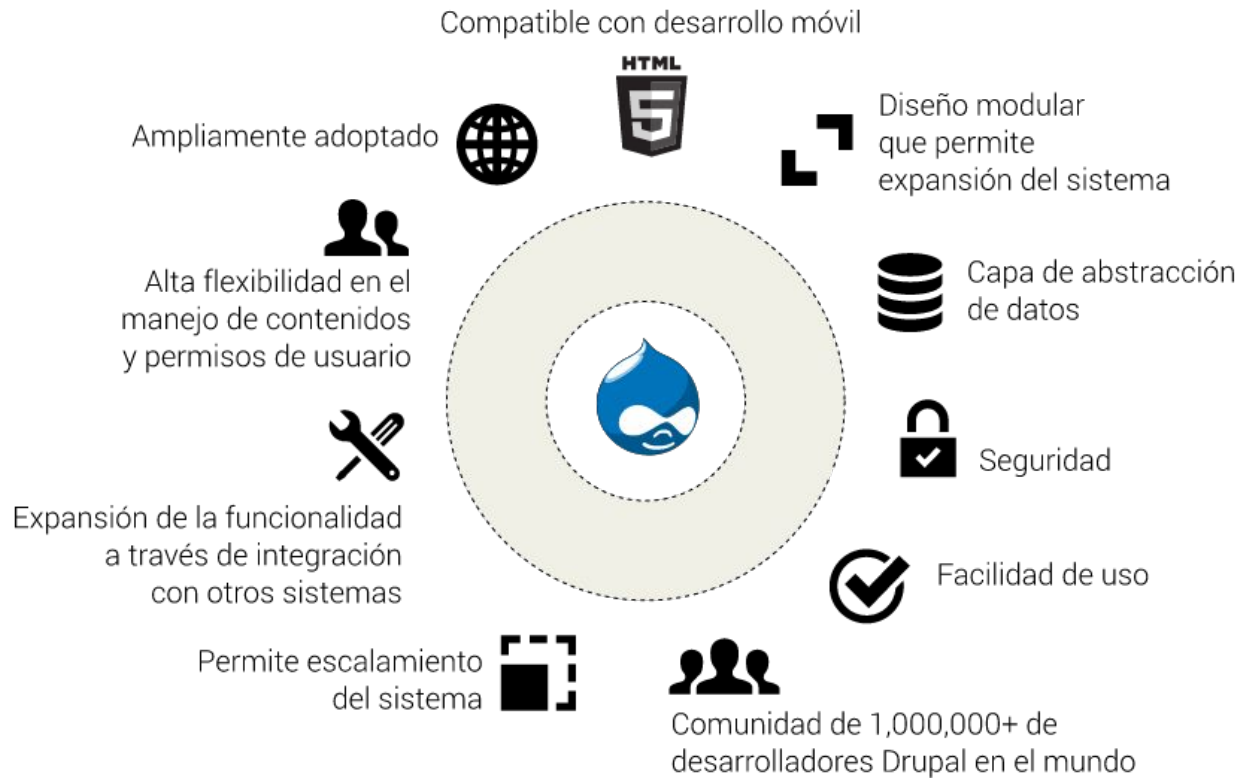 Compatible con desarrollo móvil
HTML
5
Ampliamente adoptado
Diseño modular
que permite
expansión del sistema
Alta flexibilidad en el
manejo de contenidos
y permisos de usuario
Capa de abstracción
de datos
Seguridad
Expansión de la funcionalidad
a través de integración
con otros sistemas
Facilidad de uso
Permite escalamiento
del sistema
Comunidad de 1,000,000+ de
desarrolladores Drupal en el mundo